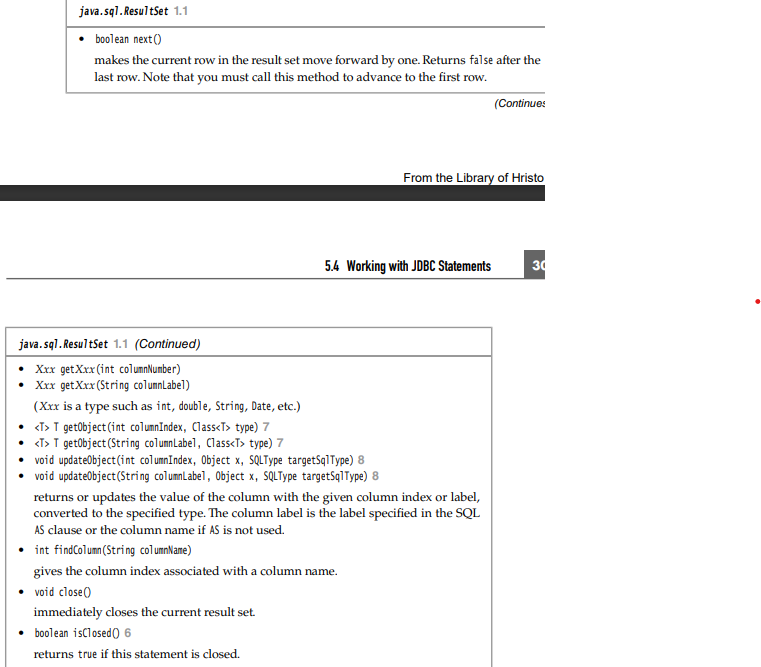 java.sql.ResultSet 1.1
• boolean next()
makes the current row in the result set move forward by one. Returns false after the
last row. Note that you must call this method to advance to the first row.
(Continues
From the Library of Hristo
5.4 Working with JDBC Statements 30
java.sql.ResultSet 1.1 (Continued)
• Xxx getXxx(int columnNumber)
• Xxx getXxx(String columnLabel)
(Xxx is a type such as int, double, String, Date, etc.)
• <T> T getObject(int columnIndex, Class<T> type) 7
• <T> T getObject(String columnLabel, Class<T> type) 7
• void updateObject(int columnIndex, Object x, SQLType targetSqlType) 8
• void updateObject(String columnLabel, Object x, SQLType targetSqlType) 8
returns or updates the value of the column with the given column index or label,
converted to the specified type. The column label is the label specified in the SQL
AS clause or the column name if AS is not used.
• int findColumn(String columnName)
gives the column index associated with a column name.
• void close()
immediately closes the current result set.
• boolean isClosed() 6
returns true if this statement is closed.